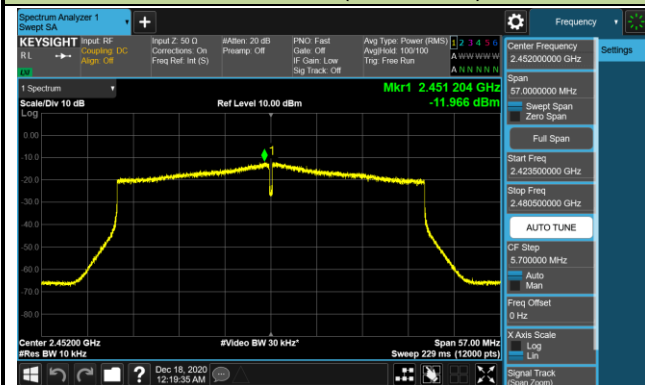 Spectrum Analyzer 1
Swept SA
+
Frequency
KEYSIGHT Input: RF
Coupling: DC
Align: Off
Input Z: 50 Ω
Corrections: On
Freq Ref: Int (S)
#Atten: 20 dB
Preamp: Off
PNO: Fast
Gate: Off
IF Gain: Low
Sig Track: Off
Avg Type: Power (RMS)
Avg|Hold: 100/100
Trig: Free Run
1 2 3 4 5 6
A W W W W W
A N N N N N
R L
LM
Center Frequency
2.452000000 GHz
Settings
1 Spectrum
Scale/Div 10 dB
Ref Level 10.00 dBm
Mkr1 2.451 204 GHz
-11.966 dBm
Span
57.0000000 MHz
Swept Span
Zero Span
Full Span
Start Freq
2.423500000 GHz
Stop Freq
2.480500000 GHz
AUTO TUNE
CF Step
5.700000 MHz
Auto
Man
Freq Offset
0 Hz
X Axis Scale
Log
Lin
Signal Track
(Span Zoom)
Log
0.00
-10.0
-20.0
-30.0
-40.0
-50.0
-60.0
-70.0
-80.0
1
Center 2.45200 GHz
#Res BW 10 kHz
#Video BW 30 kHz*
Span 57.00 MHz
Sweep 229 ms (12000 pts)
?
Dec 18, 2020
12:19:35 AM